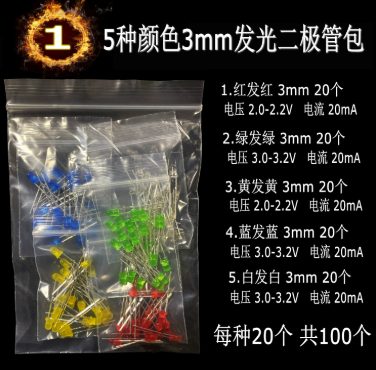 1
5种颜色3mm发光二极管包
1.红发红 3mm 20个
电压 2.0-2.2V 电流 20mA
2.绿发绿 3mm 20个
电压 3.0-3.2V 电流 20mA
3.黄发黄 3mm 20个
电压 2.0-2.2V 电流 20mA
4.蓝发蓝 3mm 20个
电压 3.0-3.2V 电流 20mA
5.白发白 3mm 20个
电压 3.0-3.2V 电流 20mA
每种20个 共100个